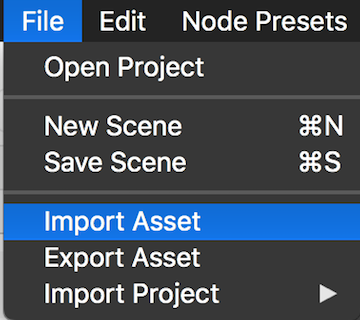 File Edit Node Presets
Open Project
New Scene ⌘N
Save Scene ⌘S
Import Asset
Export Asset
Import Project ▶